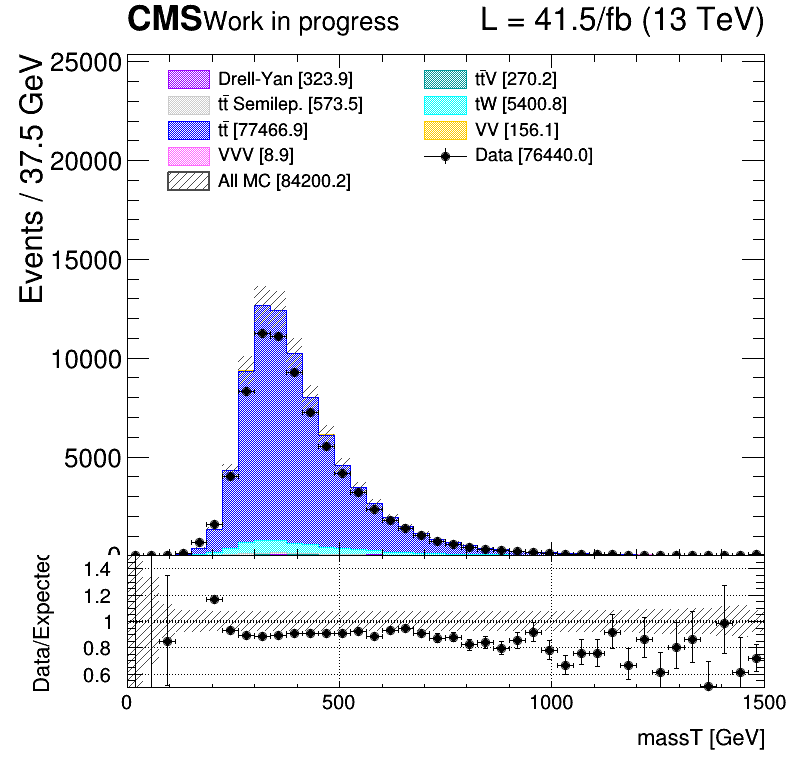 CMS Work in progress L = 41.5/fb (13 TeV)
Events / 37.5 GeV
25000
20000
15000
10000
5000
0
Drell-Yan [323.9]
tt̄ Semilep. [573.5]
tt̄ [77466.9]
VVV [8.9]
All MC [84200.2]
tt̄V [270.2]
tW [5400.8]
VV [156.1]
Data [76440.0]
Data/Expected
1.4
1.2
1
0.8
0.6
0 500 1000 1500
massT [GeV]